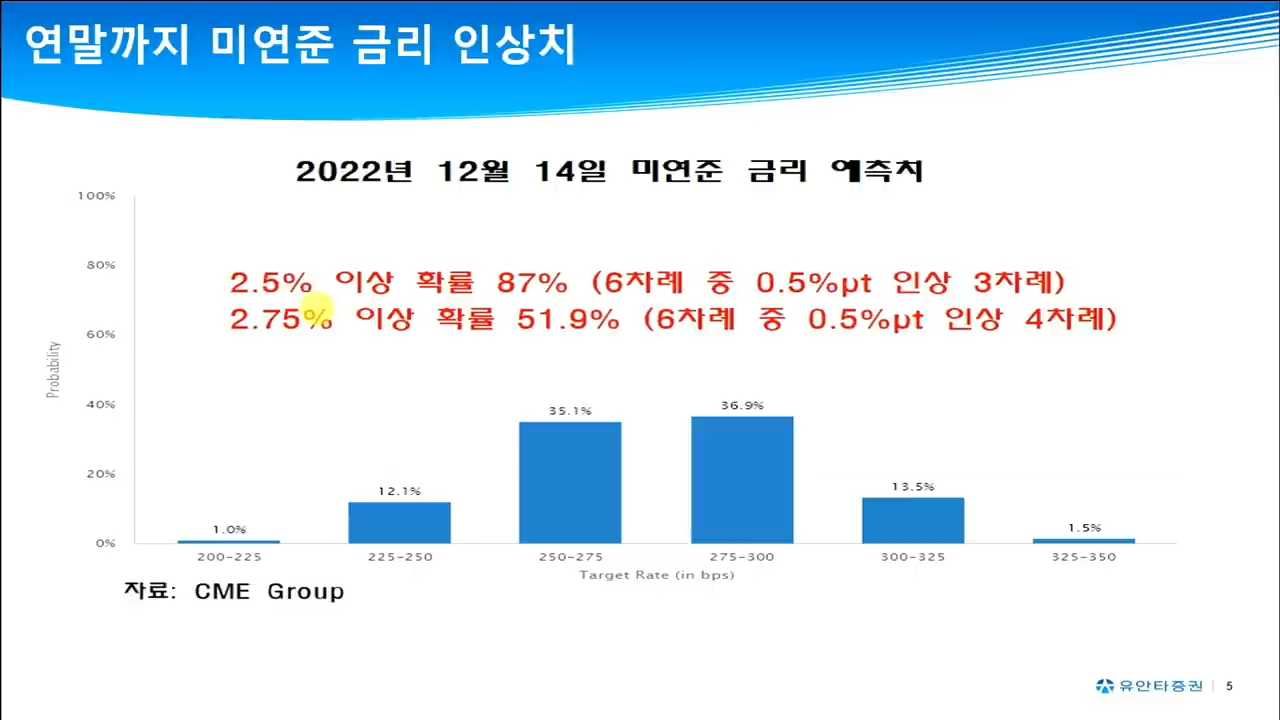 연말까지 미연준 금리 인상치
2022년 12월 14일 미연준 금리 예측치
100%
80%
60%
40%
20%
0%
Probability
2.5% 이상 확률 87% (6차례 중 0.5%pt 인상 3차례)
2.75% 이상 확률 51.9% (6차례 중 0.5%pt 인상 4차례)
1.0%
12.1%
35.1%
36.9%
13.5%
1.5%
200-225
225-250
250-275
275-300
300-325
325-350
Target Rate (in bps)
자료: CME Group
유안타증권 | 5